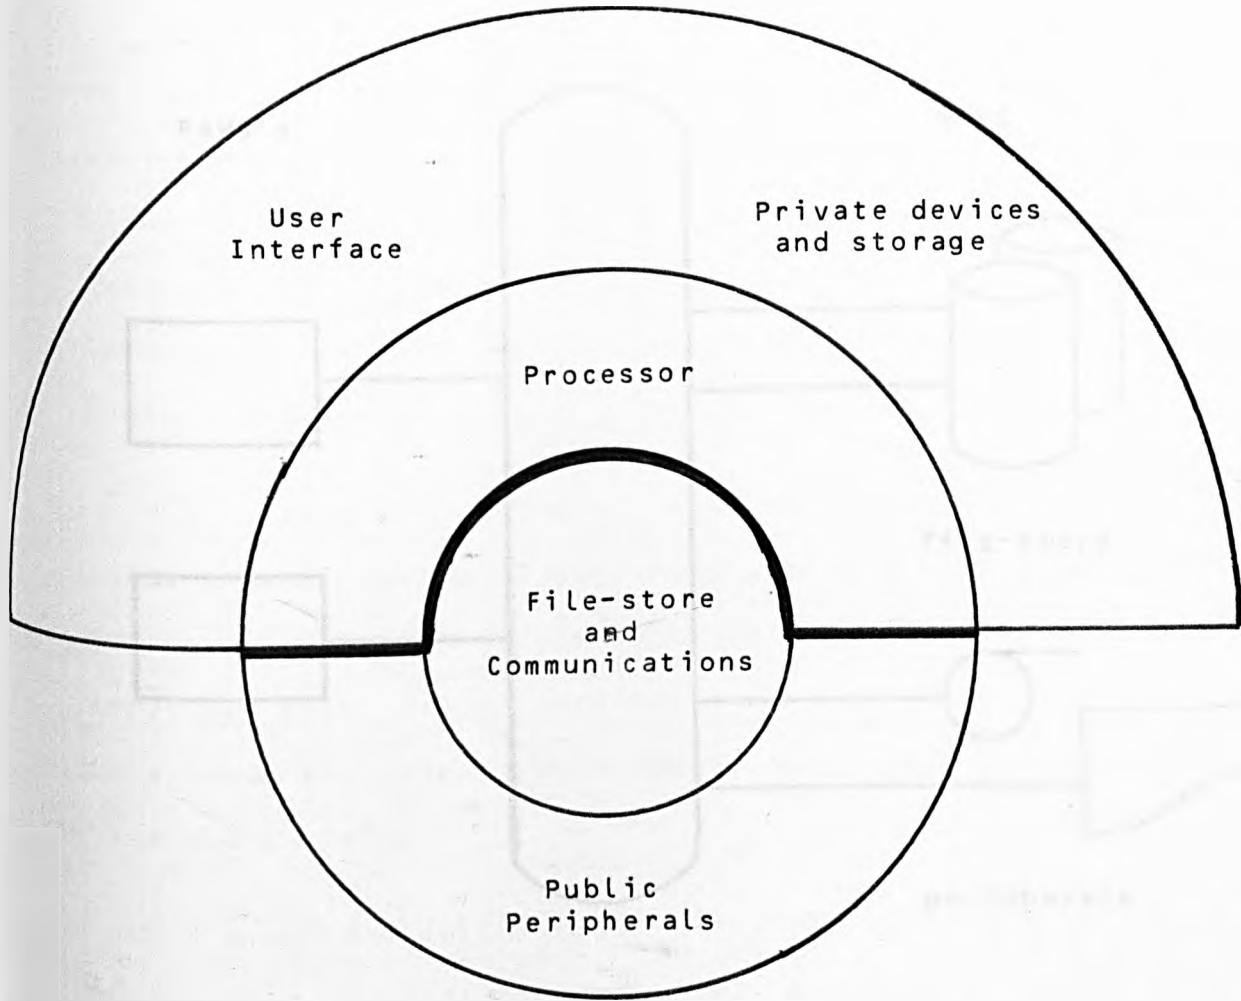 User
Interface
Private devices
and storage
Processor
File-store
and
Communications
Public
Peripherals